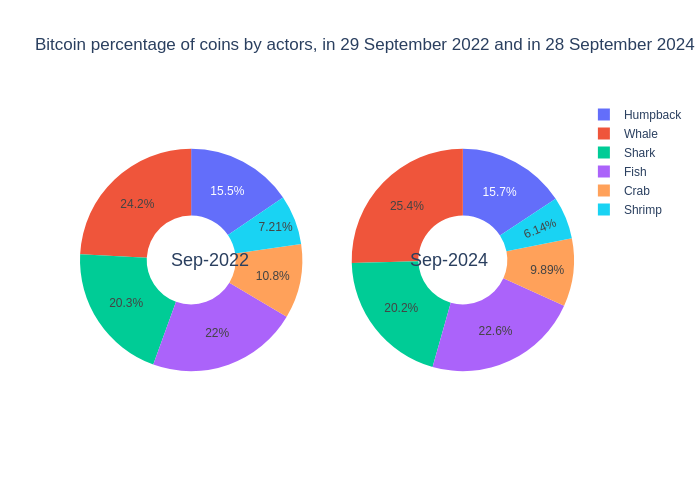 Bitcoin percentage of coins by actors, in 29 September 2022 and in 28 September 2024
Humpback
Whale
Shark
Fish
Crab
Shrimp
15.5%
7.21%
10.8%
22%
20.3%
24.2%
Sep-2022
15.7%
6.14%
9.89%
22.6%
20.2%
25.4%
Sep-2024